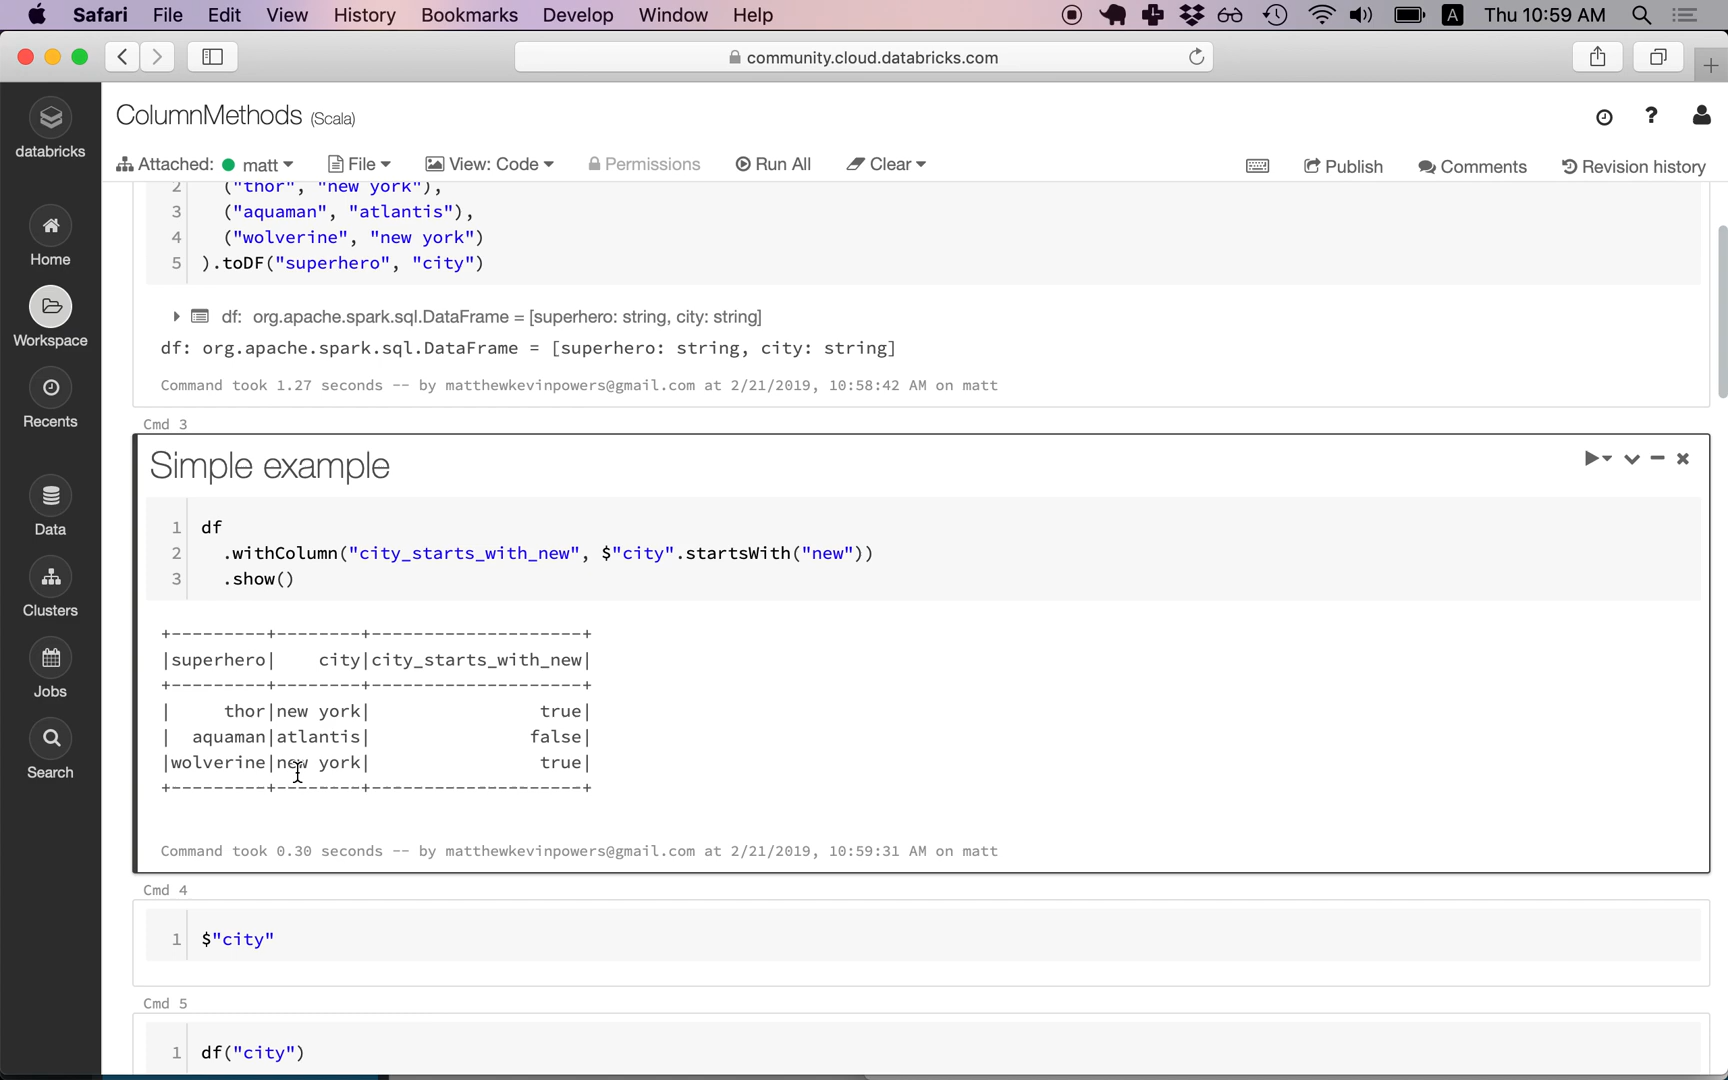 Safari File Edit View History Bookmarks Develop Window Help A Thu 10:59 AM
community.cloud.databricks.com
ColumnMethods (Scala)
Attached: matt File View: Code Permissions Run All Clear Publish Comments Revision history
databricks
Home
Workspace
Recents
Data
Clusters
Jobs
Search
2 ("thor", "new york"),
3 ("aquaman", "atlantis"),
4 ("wolverine", "new york")
5 ).toDF("superhero", "city")
df: org.apache.spark.sql.DataFrame = [superhero: string, city: string]
df: org.apache.spark.sql.DataFrame = [superhero: string, city: string]
Command took 1.27 seconds -- by matthewkevinpowers@gmail.com at 2/21/2019, 10:58:42 AM on matt
Cmd 3
Simple example
1 df
2 .withColumn("city_starts_with_new", $"city".startsWith("new"))
3 .show()
+---------+--------+--------------------+
|superhero|    city|city_starts_with_new|
+---------+--------+--------------------+
|     thor|new york|                true|
|  aquaman|atlantis|               false|
|wolverine|new york|                true|
+---------+--------+--------------------+
Command took 0.30 seconds -- by matthewkevinpowers@gmail.com at 2/21/2019, 10:59:31 AM on matt
Cmd 4
1 $"city"
Cmd 5
1 df("city")